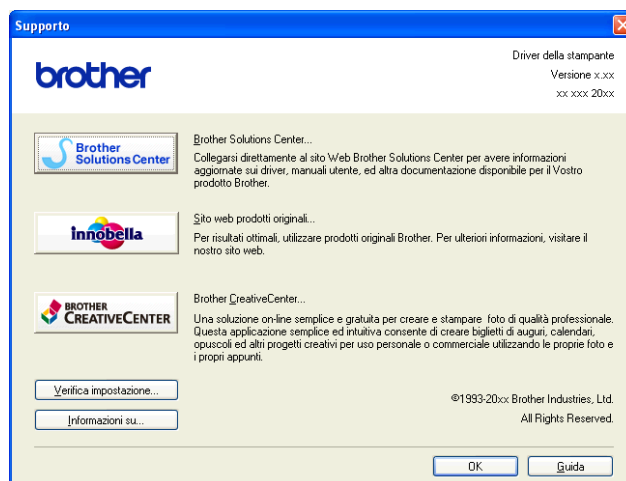 Supporto
brother
Driver della stampante
Versione x.xx
xx xxx 20xx
Brother
Solutions Center
Brother Solutions Center...
Collegarsi direttamente al sito Web Brother Solutions Center per avere informazioni
aggiornate sui driver, manuali utente, ed altra documentazione disponibile per il Vostro
prodotto Brother.
innobella
Sito web prodotti originali...
Per risultati ottimali, utilizzare prodotti originali Brother. Per ulteriori informazioni, visitare il
nostro sito web.
BROTHER
CREATIVECENTER
Brother CreativeCenter...
Una soluzione on-line semplice e gratuita per creare e stampare foto di qualità professionale.
Questa applicazione semplice ed intuitiva consente di creare biglietti di auguri, calendari,
opuscoli ed altri progetti creativi per uso personale o commerciale utilizzando le proprie foto e
i propri appunti.
Verifica impostazione...
Informazioni su...
©1993-20xx Brother Industries, Ltd.
All Rights Reserved.
OK
Guida